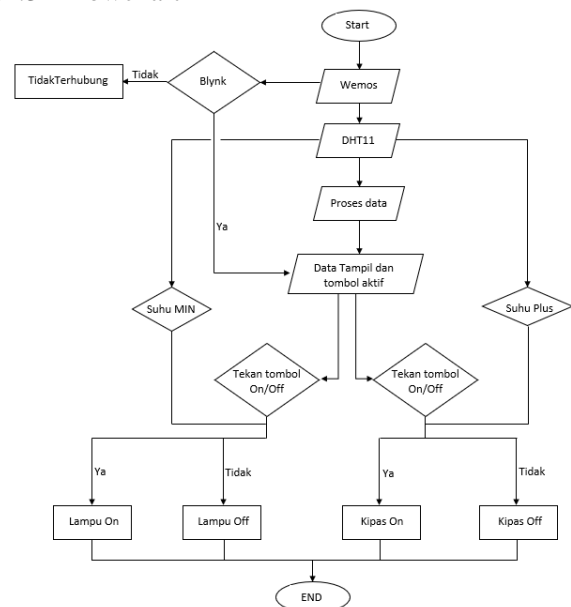 Start
TidakTerhubung
Tidak
Blynk
Wemos
DHT11
Proses data
Ya
Data Tampil dan
tombol aktif
Suhu MIN
Suhu Plus
Tekan tombol
On/Off
Tekan tombol
On/Off
Ya
Tidak
Ya
Tidak
Lampu On
Lampu Off
Kipas On
Kipas Off
END